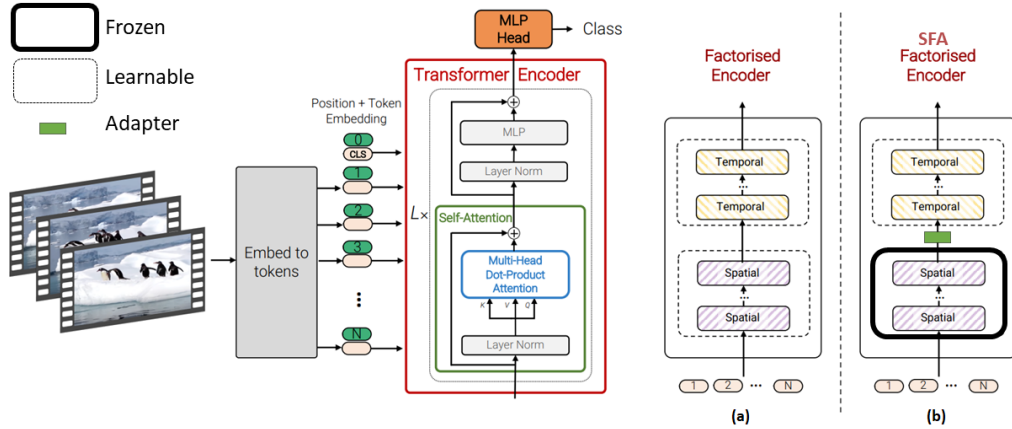 Frozen
Learnable
Adapter
Embed to
tokens
Position + Token
Embedding
0
CLS
1
2
3
N
MLP
Head
Class
Transformer Encoder
MLP
Layer Norm
L×
Self-Attention
Multi-Head
Dot-Product
Attention
K V Q
Layer Norm
Factorised
Encoder
Temporal
...
Temporal
Spatial
...
Spatial
1 2 ... N
(a)
SFA
Factorised
Encoder
Temporal
...
Temporal
Spatial
...
Spatial
1 2 ... N
(b)